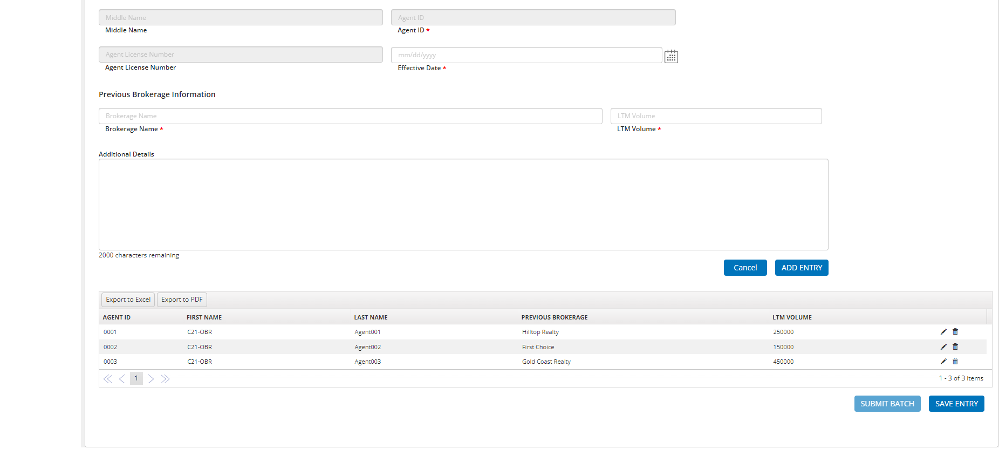 Middle Name Agent ID
Middle Name Agent ID *
Agent License Number mm/dd/yyyy
Agent License Number Effective Date *
Previous Brokerage Information
Brokerage Name LTM Volume
Brokerage Name * LTM Volume *
Additional Details
2000 characters remaining
Cancel ADD ENTRY
Export to Excel Export to PDF
AGENT ID FIRST NAME LAST NAME PREVIOUS BROKERAGE LTM VOLUME
0001 C21-OBR Agent001 Hilltop Realty 250000
0002 C21-OBR Agent002 First Choice 150000
0003 C21-OBR Agent003 Gold Coast Realty 450000
1 1 - 3 of 3 items
SUBMIT BATCH SAVE ENTRY